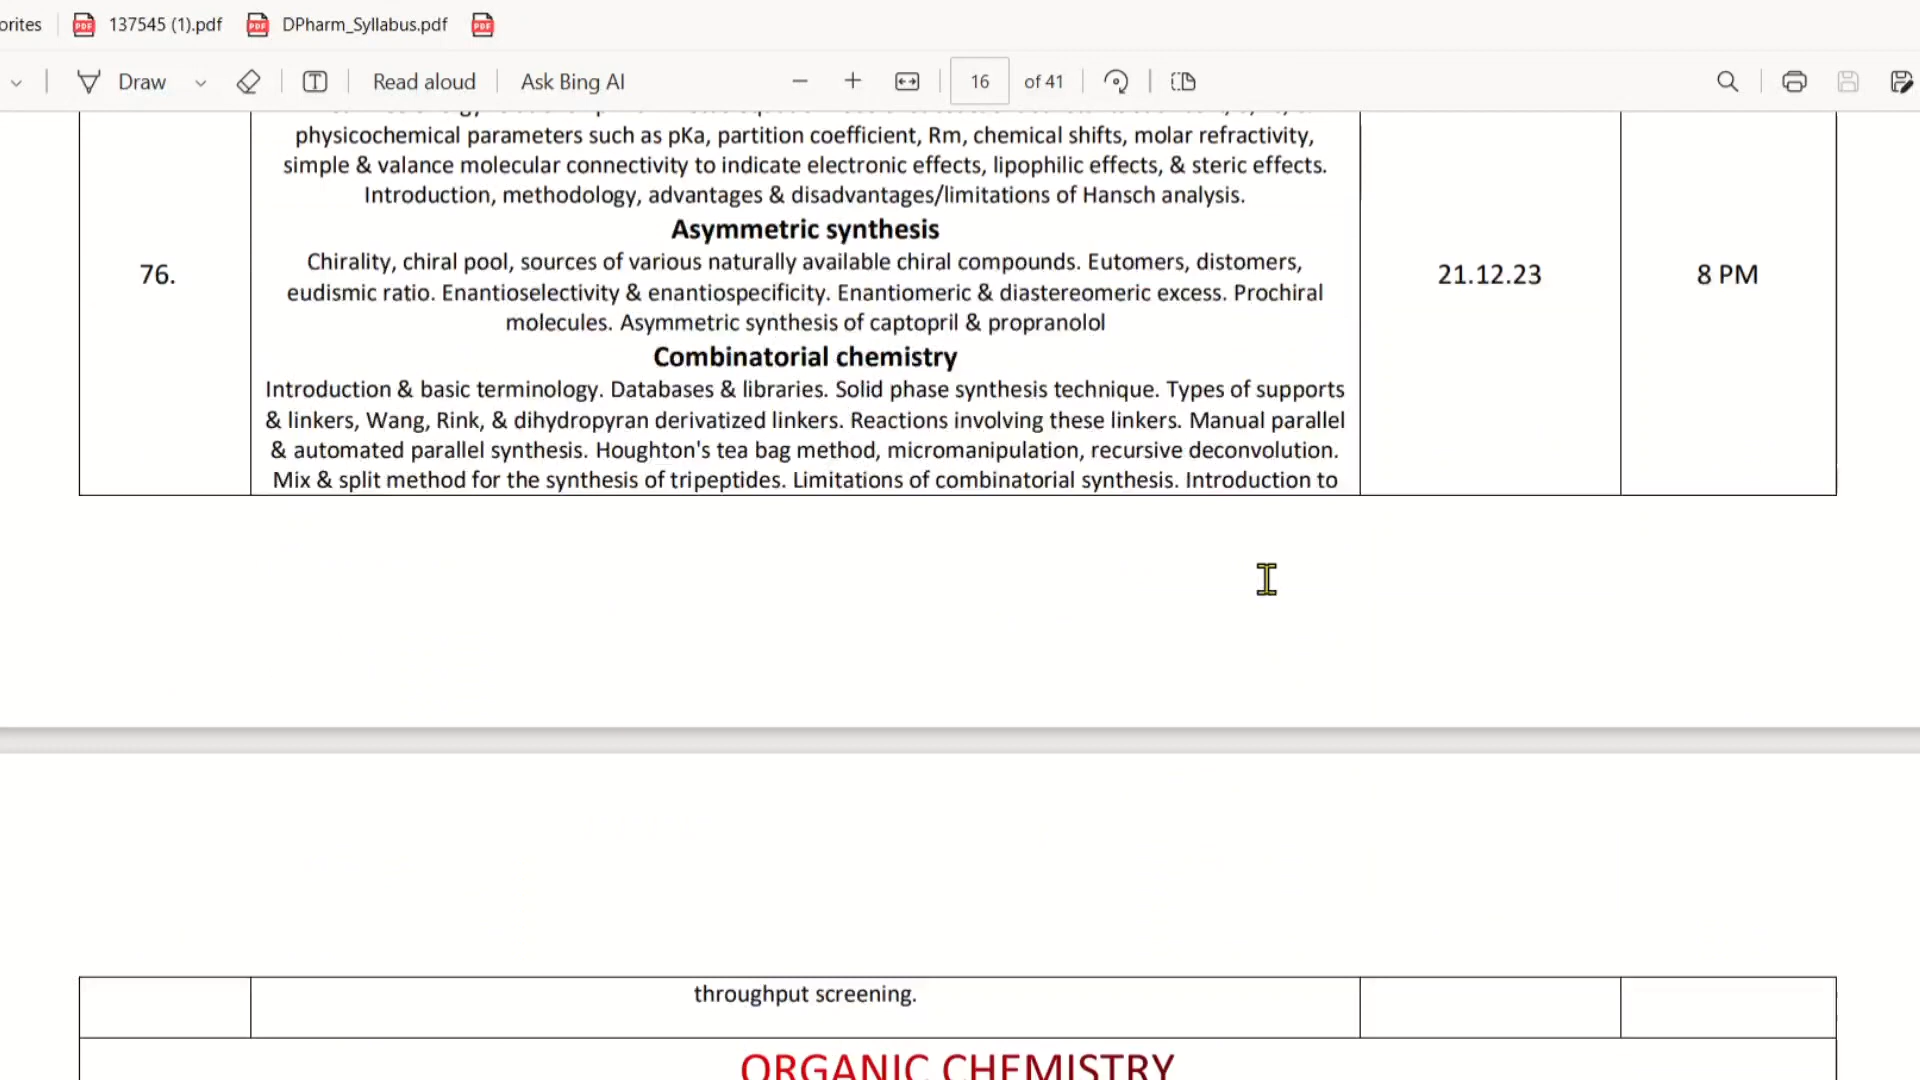 orites 137545 (1).pdf DPharm_Syllabus.pdf
Draw Read aloud Ask Bing AI 16 of 41
physicochemical parameters such as pKa, partition coefficient, Rm, chemical shifts, molar refractivity,
simple & valance molecular connectivity to indicate electronic effects, lipophilic effects, & steric effects.
Introduction, methodology, advantages & disadvantages/limitations of Hansch analysis.
Asymmetric synthesis
Chirality, chiral pool, sources of various naturally available chiral compounds. Eutomers, distomers,
76. 21.12.23 8 PM
eudismic ratio. Enantioselectivity & enantiospecificity. Enantiomeric & diastereomeric excess. Prochiral
molecules. Asymmetric synthesis of captopril & propranolol
Combinatorial chemistry
Introduction & basic terminology. Databases & libraries. Solid phase synthesis technique. Types of supports
& linkers, Wang, Rink, & dihydropyran derivatized linkers. Reactions involving these linkers. Manual parallel
& automated parallel synthesis. Houghton's tea bag method, micromanipulation, recursive deconvolution.
Mix & split method for the synthesis of tripeptides. Limitations of combinatorial synthesis. Introduction to
throughput screening.
ORGANIC CHEMISTRY